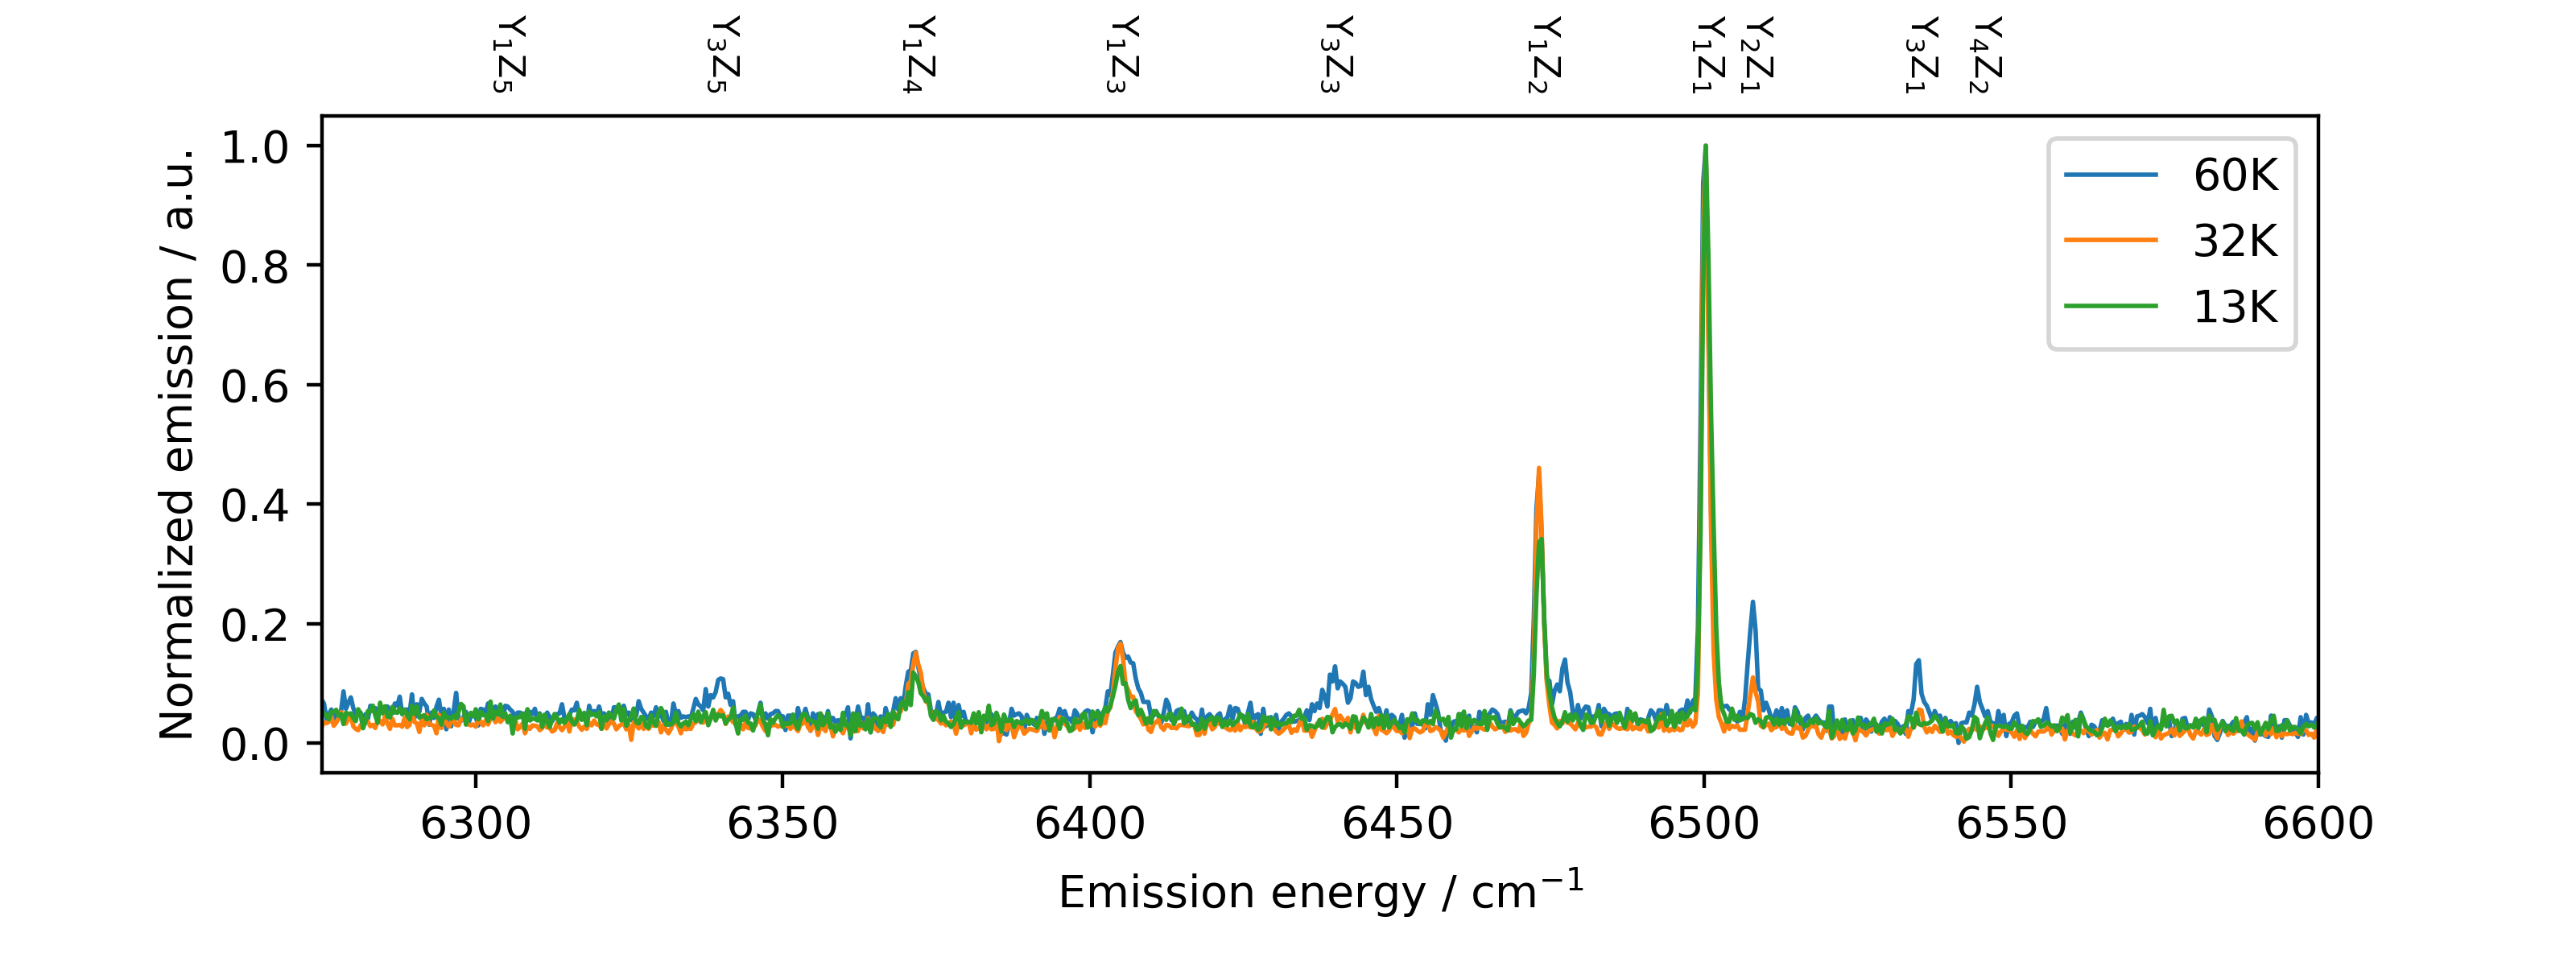 Y₁Z₅
Y₃Z₅
Y₁Z₄
Y₁Z₃
Y₃Z₃
Y₁Z₂
Y₁Z₁
Y₂Z₁
Y₃Z₁
Y₄Z₂
1.0
0.8
0.6
0.4
0.2
0.0
Normalized emission / a.u.
60K
32K
13K
6300
6350
6400
6450
6500
6550
6600
Emission energy / cm⁻¹